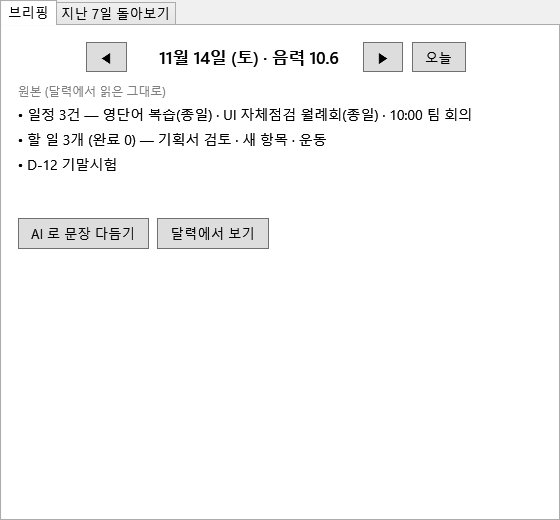 브리핑
지난 7일 돌아보기
◀
11월 14일 (토) · 음력 10.6
▶
오늘
원본 (달력에서 읽은 그대로)
• 일정 3건 — 영단어 복습(종일) · UI 자체점검 월례회(종일) · 10:00 팀 회의
• 할 일 3개 (완료 0) — 기획서 검토 · 새 항목 · 운동
• D-12 기말시험
AI 로 문장 다듬기
달력에서 보기